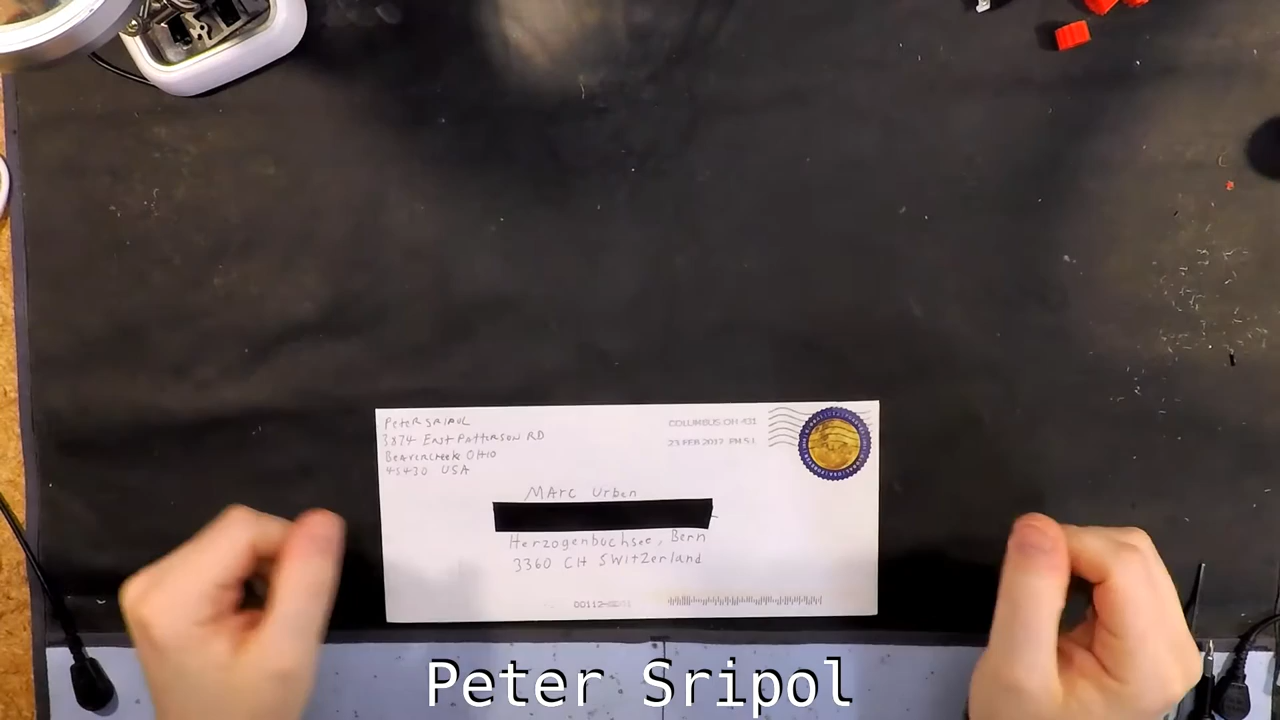 Peter Sripol
3874 East Patterson RD
Beavercreek OHIO
45430 USA
COLUMBUS OH 431
23 FEB 2017 PM 5 L
MArc Urben
Herzogenbuchsee, Bern
3360 CH SWitZerland
Peter Sripol